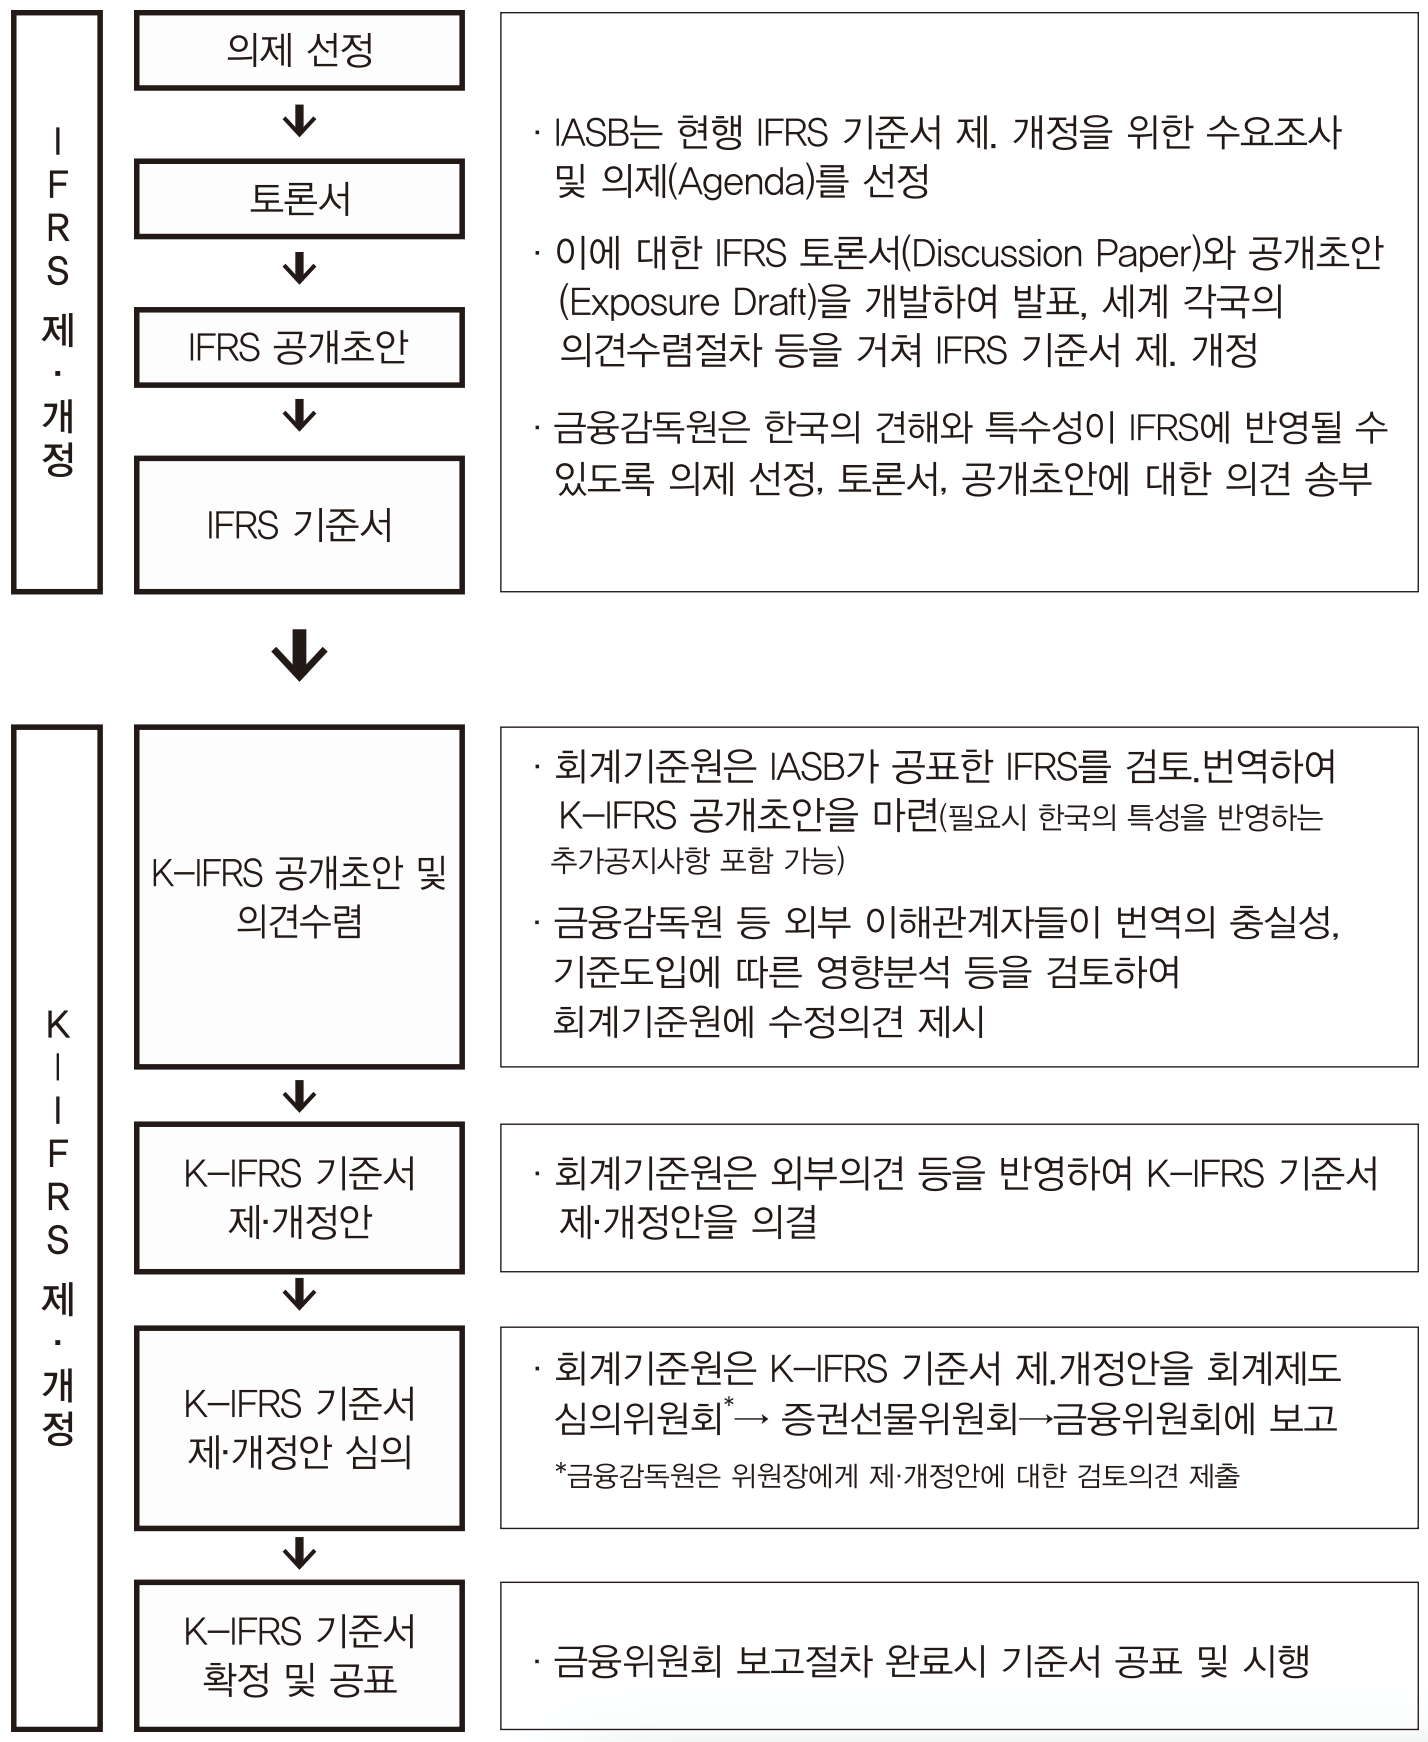 IFRS 제·개정
의제 선정
토론서
IFRS 공개초안
IFRS 기준서
· IASB는 현행 IFRS 기준서 제. 개정을 위한 수요조사
및 의제(Agenda)를 선정
· 이에 대한 IFRS 토론서(Discussion Paper)와 공개초안
(Exposure Draft)을 개발하여 발표, 세계 각국의
의견수렴절차 등을 거쳐 IFRS 기준서 제. 개정
· 금융감독원은 한국의 견해와 특수성이 IFRS에 반영될 수
있도록 의제 선정, 토론서, 공개초안에 대한 의견 송부
K-IFRS 제·개정
K-IFRS 공개초안 및
의견수렴
· 회계기준원은 IASB가 공표한 IFRS를 검토.번역하여
K-IFRS 공개초안을 마련(필요시 한국의 특성을 반영하는
추가공지사항 포함 가능)
· 금융감독원 등 외부 이해관계자들이 번역의 충실성,
기준도입에 따른 영향분석 등을 검토하여
회계기준원에 수정의견 제시
K-IFRS 기준서
제·개정안
· 회계기준원은 외부의견 등을 반영하여 K-IFRS 기준서
제·개정안을 의결
K-IFRS 기준서
제·개정안 심의
· 회계기준원은 K-IFRS 기준서 제.개정안을 회계제도
심의위원회*→ 증권선물위원회→금융위원회에 보고
*금융감독원은 위원장에게 제·개정안에 대한 검토의견 제출
K-IFRS 기준서
확정 및 공표
· 금융위원회 보고절차 완료시 기준서 공표 및 시행